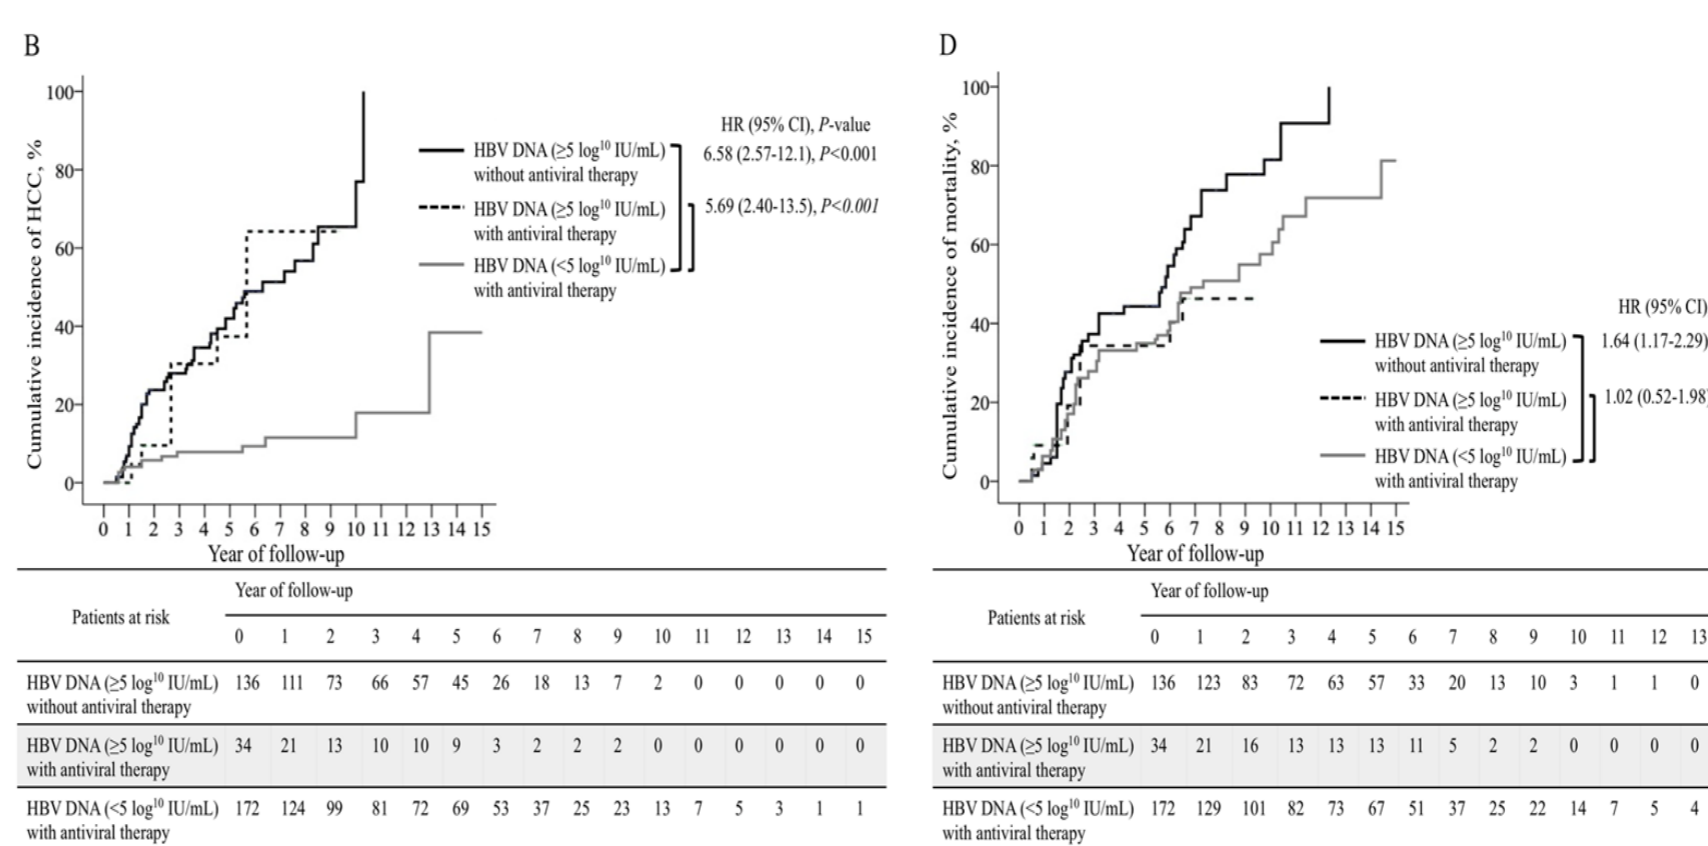 B
Cumulative incidence of HCC, %
100
80
60
40
20
0
0 1 2 3 4 5 6 7 8 9 10 11 12 13 14 15
Year of follow-up
HR (95% CI), P-value
HBV DNA (≥5 log¹⁰ IU/mL)
without antiviral therapy
6.58 (2.57-12.1), P<0.001
HBV DNA (≥5 log¹⁰ IU/mL)
with antiviral therapy
5.69 (2.40-13.5), P<0.001
HBV DNA (<5 log¹⁰ IU/mL)
with antiviral therapy
Year of follow-up
Patients at risk
0 1 2 3 4 5 6 7 8 9 10 11 12 13 14 15
HBV DNA (≥5 log¹⁰ IU/mL) 136 111 73 66 57 45 26 18 13 7 2 0 0 0 0 0
without antiviral therapy
HBV DNA (≥5 log¹⁰ IU/mL) 34 21 13 10 10 9 3 2 2 2 0 0 0 0 0 0
with antiviral therapy
HBV DNA (<5 log¹⁰ IU/mL) 172 124 99 81 72 69 53 37 25 23 13 7 5 3 1 1
with antiviral therapy
D
Cumulative incidence of mortality, %
100
80
60
40
20
0
0 1 2 3 4 5 6 7 8 9 10 11 12 13 14 15
Year of follow-up
HR (95% CI)
HBV DNA (≥5 log¹⁰ IU/mL)
without antiviral therapy
1.64 (1.17-2.29)
HBV DNA (≥5 log¹⁰ IU/mL)
with antiviral therapy
1.02 (0.52-1.98)
HBV DNA (<5 log¹⁰ IU/mL)
with antiviral therapy
Year of follow-up
Patients at risk
0 1 2 3 4 5 6 7 8 9 10 11 12 13
HBV DNA (≥5 log¹⁰ IU/mL) 136 123 83 72 63 57 33 20 13 10 3 1 1 0
without antiviral therapy
HBV DNA (≥5 log¹⁰ IU/mL) 34 21 16 13 13 13 11 5 2 2 0 0 0 0
with antiviral therapy
HBV DNA (<5 log¹⁰ IU/mL) 172 129 101 82 73 67 51 37 25 22 14 7 5 4
with antiviral therapy